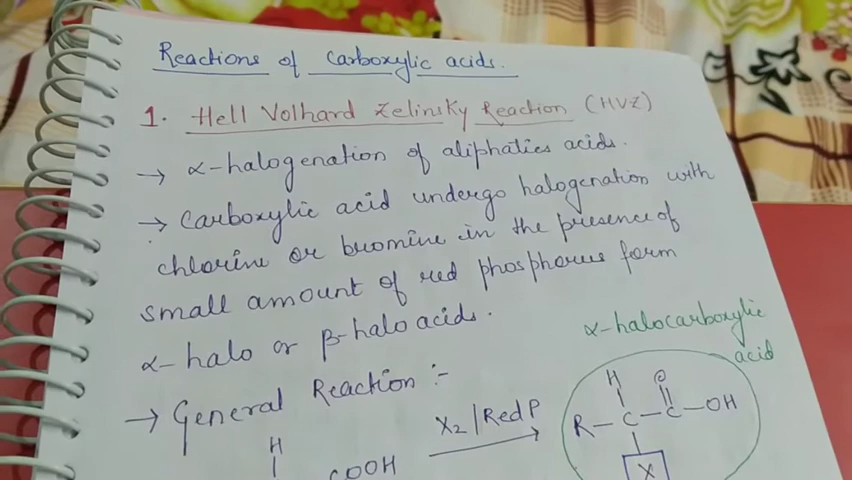 Reactions of carboxylic acids.
1. Hell Volhard Zelinsky Reaction (HVZ)
→ α-halogenation of aliphatics acids.
→ Carboxylic acid undergo halogenation with
chlorine or bromine in the presence of
small amount of red phosphorus form
α-halo or β-halo acids.
α-halocarboxylic
acid
→ General Reaction :-
X2/Red P
H O
R-C-C-OH
X
H
COOH